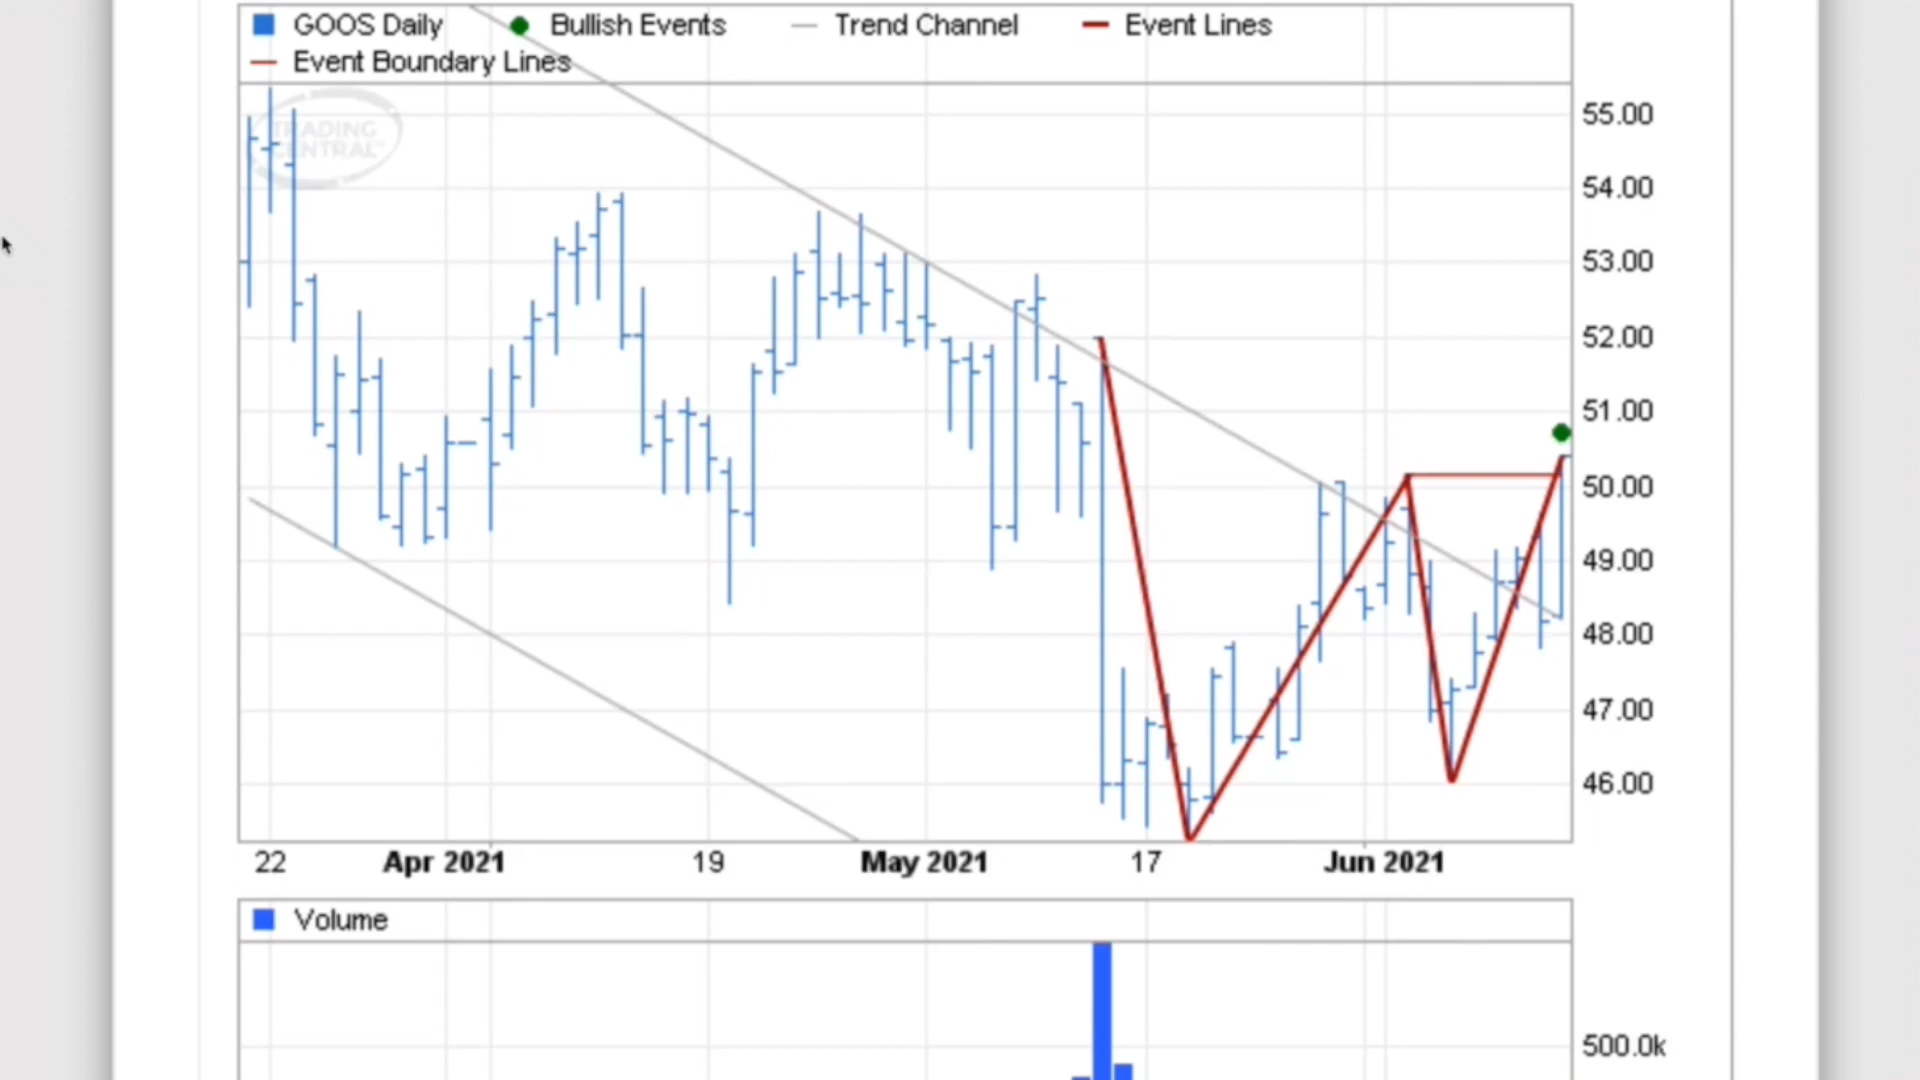 GOOS Daily Bullish Events Trend Channel Event Lines
Event Boundary Lines
TRADING
CENTRAL
55.00
54.00
53.00
52.00
51.00
50.00
49.00
48.00
47.00
46.00
22 Apr 2021 19 May 2021 17 Jun 2021
Volume
500.0k